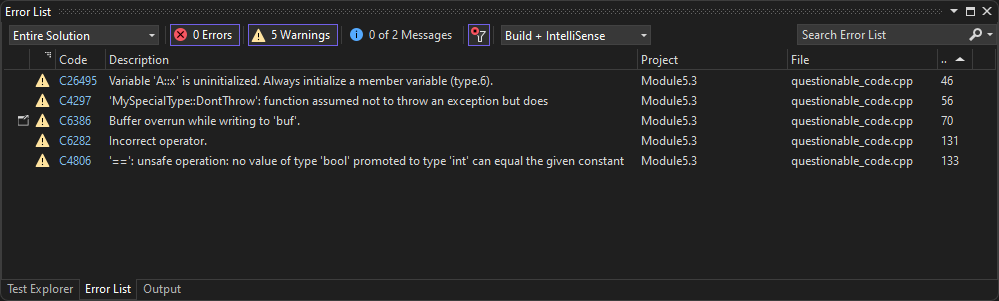 Error List
Entire Solution 0 Errors 5 Warnings 0 of 2 Messages Build + IntelliSense Search Error List
Code Description Project File ..
C26495 Variable 'A::x' is uninitialized. Always initialize a member variable (type.6). Module5.3 questionable_code.cpp 46
C4297 'MySpecialType::DontThrow': function assumed not to throw an exception but does Module5.3 questionable_code.cpp 56
C6386 Buffer overrun while writing to 'buf'. Module5.3 questionable_code.cpp 70
C6282 Incorrect operator. Module5.3 questionable_code.cpp 131
C4806 '==': unsafe operation: no value of type 'bool' promoted to type 'int' can equal the given constant Module5.3 questionable_code.cpp 133
Test Explorer Error List Output